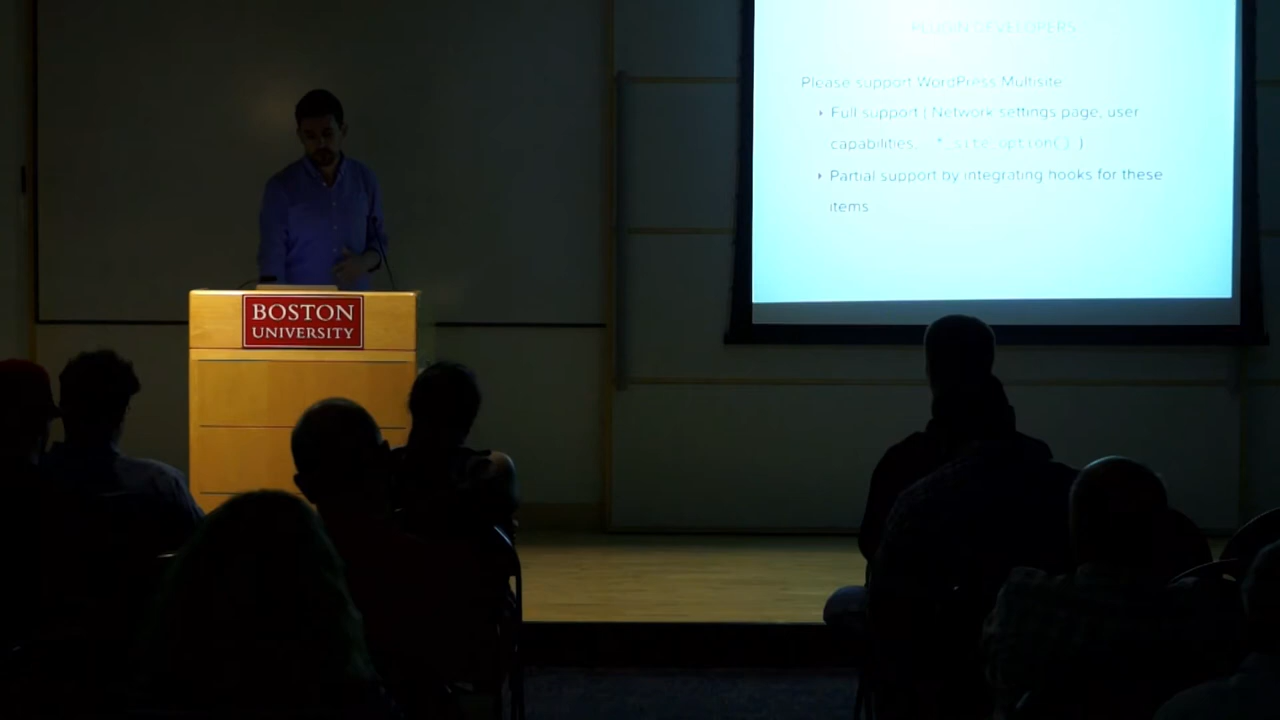 BOSTON
UNIVERSITY
PLUGIN DEVELOPERS
Please support WordPress Multisite.
Full support | Network settings page, user
capabilities, *_site_option() )
Partial support by integrating hooks for these
items